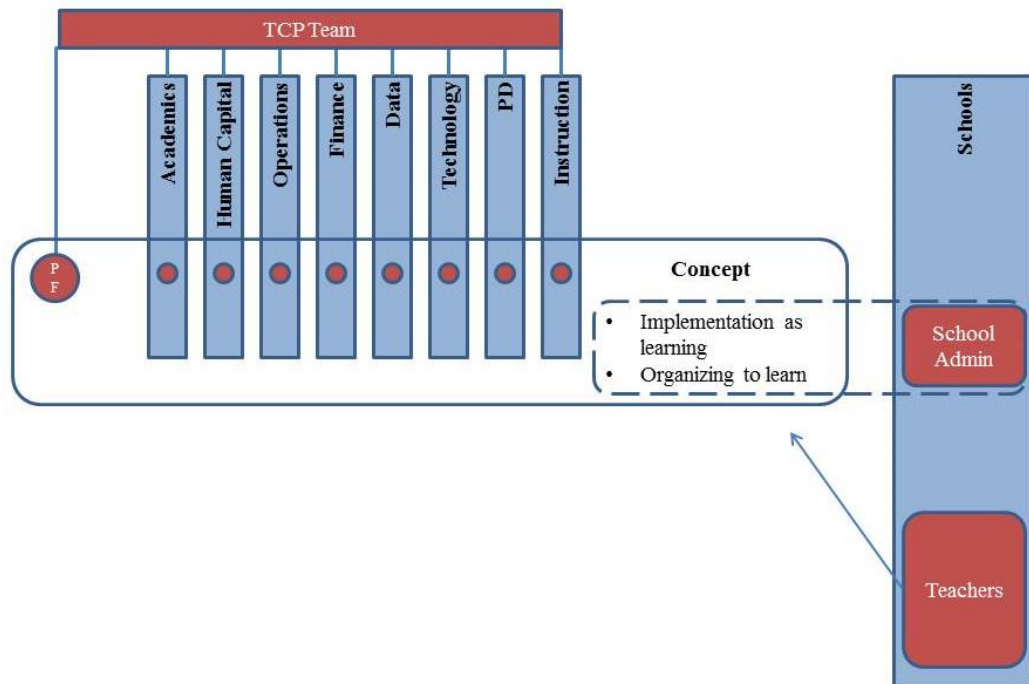 TCP Team
Academics
Human Capital
Operations
Finance
Data
Technology
PD
Instruction
Schools
P
F
Concept
• Implementation as
learning
• Organizing to learn
School
Admin
Teachers